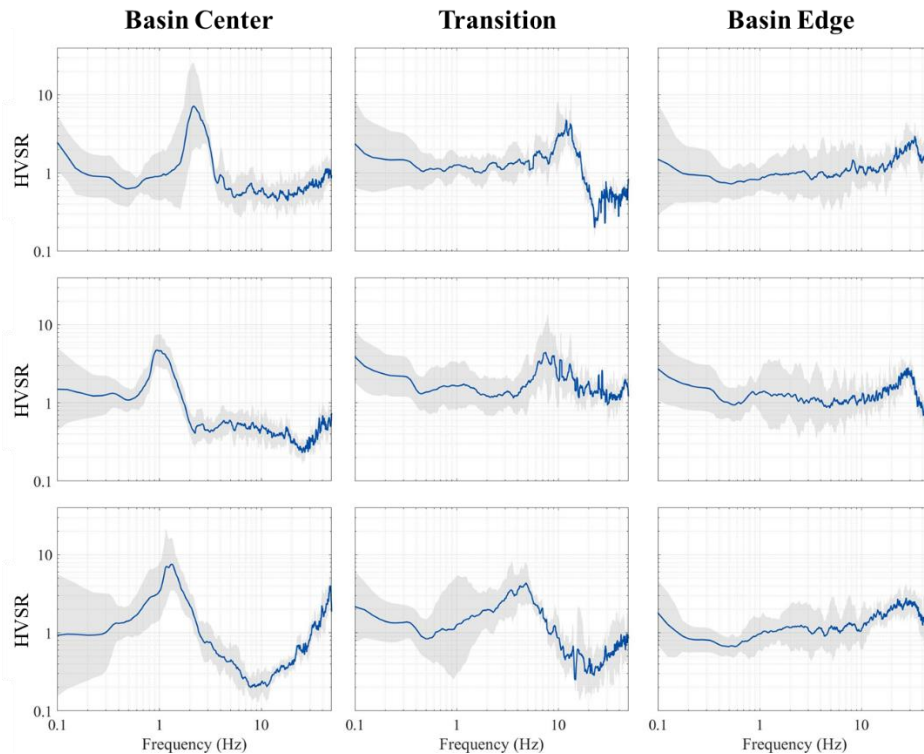 Basin Center Transition Basin Edge
HVSR
10
1
0.1
HVSR
10
1
0.1
HVSR
10
1
0.1
0.1 1 10 0.1 1 10 0.1 1 10
Frequency (Hz) Frequency (Hz) Frequency (Hz)